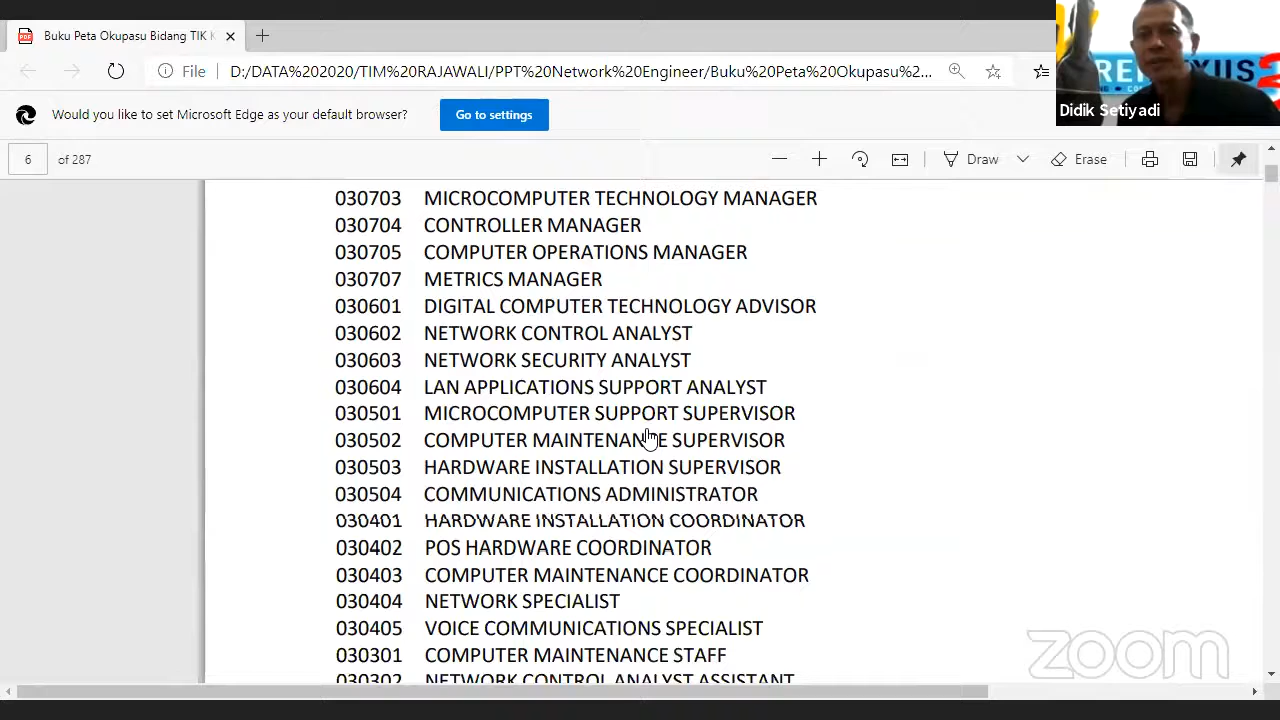 Buku Peta Okupasu Bidang TIK K
File D:/DATA%202020/TIM%20RAJAWALI/PPT%20Network%20Engineer/Buku%20Peta%20Okupasu%2...
Would you like to set Microsoft Edge as your default browser? Go to settings
Didik Setiyadi
6 of 287 Draw Erase
030703 MICROCOMPUTER TECHNOLOGY MANAGER
030704 CONTROLLER MANAGER
030705 COMPUTER OPERATIONS MANAGER
030707 METRICS MANAGER
030601 DIGITAL COMPUTER TECHNOLOGY ADVISOR
030602 NETWORK CONTROL ANALYST
030603 NETWORK SECURITY ANALYST
030604 LAN APPLICATIONS SUPPORT ANALYST
030501 MICROCOMPUTER SUPPORT SUPERVISOR
030502 COMPUTER MAINTENANCE SUPERVISOR
030503 HARDWARE INSTALLATION SUPERVISOR
030504 COMMUNICATIONS ADMINISTRATOR
030401 HARDWARE INSTALLATION COORDINATOR
030402 POS HARDWARE COORDINATOR
030403 COMPUTER MAINTENANCE COORDINATOR
030404 NETWORK SPECIALIST
030405 VOICE COMMUNICATIONS SPECIALIST
030301 COMPUTER MAINTENANCE STAFF
030302 NETWORK CONTROL ANALYST ASSISTANT
zoom